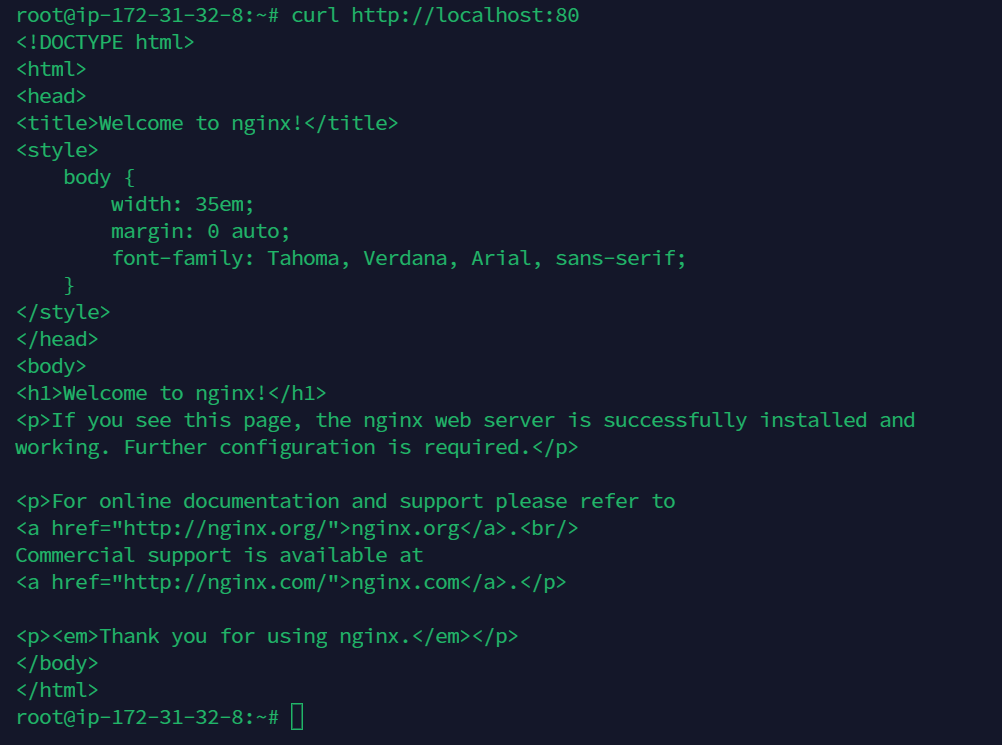 root@ip-172-31-32-8:~# curl http://localhost:80
<!DOCTYPE html>
<html>
<head>
<title>Welcome to nginx!</title>
<style>
    body {
        width: 35em;
        margin: 0 auto;
        font-family: Tahoma, Verdana, Arial, sans-serif;
    }
</style>
</head>
<body>
<h1>Welcome to nginx!</h1>
<p>If you see this page, the nginx web server is successfully installed and
working. Further configuration is required.</p>

<p>For online documentation and support please refer to
<a href="http://nginx.org/">nginx.org</a>.<br/>
Commercial support is available at
<a href="http://nginx.com/">nginx.com</a>.</p>

<p><em>Thank you for using nginx.</em></p>
</body>
</html>
root@ip-172-31-32-8:~#